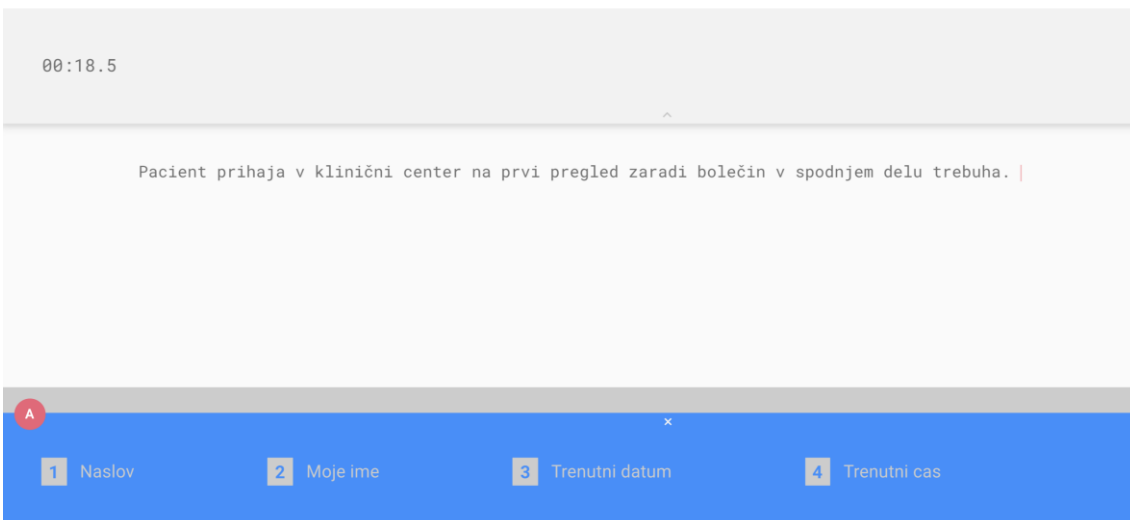 00:18.5
Pacient prihaja v klinični center na prvi pregled zaradi bolečin v spodnjem delu trebuha.
A
1 Naslov 2 Moje ime 3 Trenutni datum 4 Trenutni cas